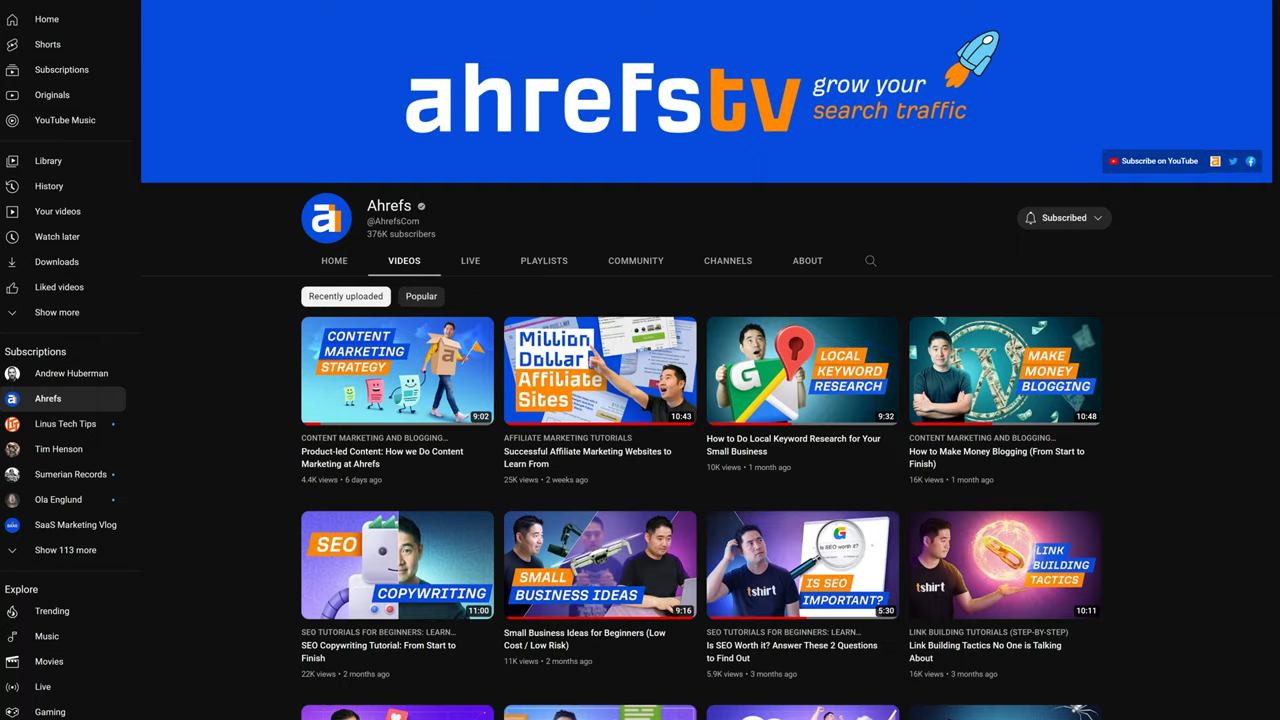 Home
Shorts
Subscriptions
Originals
YouTube Music
Library
History
Your videos
Watch later
Downloads
Liked videos
Show more
Subscriptions
Andrew Huberman
Ahrefs
Linus Tech Tips
Tim Henson
Sumerian Records
Ola Englund
SaaS Marketing Vlog
Show 113 more
Explore
Trending
Music
Movies
Live
Gaming
ahrefstv
grow your
search traffic
Subscribe on YouTube
Ahrefs
@AhrefsCom
376K subscribers
Subscribed
HOME
VIDEOS
LIVE
PLAYLISTS
COMMUNITY
CHANNELS
ABOUT
Recently uploaded
Popular
CONTENT
MARKETING
STRATEGY
9:02
CONTENT MARKETING AND BLOGGING...
Product-led Content: How we Do Content
Marketing at Ahrefs
4.4K views • 6 days ago
Million
Dollar
Affiliate
Sites
10:43
AFFILIATE MARKETING TUTORIALS
Successful Affiliate Marketing Websites to
Learn From
25K views • 2 weeks ago
G
LOCAL
KEYWORD
RESEARCH
9:32
How to Do Local Keyword Research for Your
Small Business
10K views • 1 month ago
MAKE
MONEY
BLOGGING
10:48
CONTENT MARKETING AND BLOGGING...
How to Make Money Blogging (From Start to
Finish)
16K views • 1 month ago
SEO
COPYWRITING
11:00
SEO TUTORIALS FOR BEGINNERS: LEARN...
SEO Copywriting Tutorial: From Start to
Finish
22K views • 2 months ago
SMALL
BUSINESS IDEAS
9:16
Small Business Ideas for Beginners (Low
Cost / Low Risk)
11K views • 2 months ago
G
Is SEO worth it?
tshirt
IS SEO
IMPORTANT?
5:30
SEO TUTORIALS FOR BEGINNERS: LEARN...
Is SEO Worth it? Answer These 2 Questions
to Find Out
5.9K views • 3 months ago
tshirt
LINK
BUILDING
TACTICS
10:11
LINK BUILDING TUTORIALS (STEP-BY-STEP)
Link Building Tactics No One is Talking
About
16K views • 3 months ago